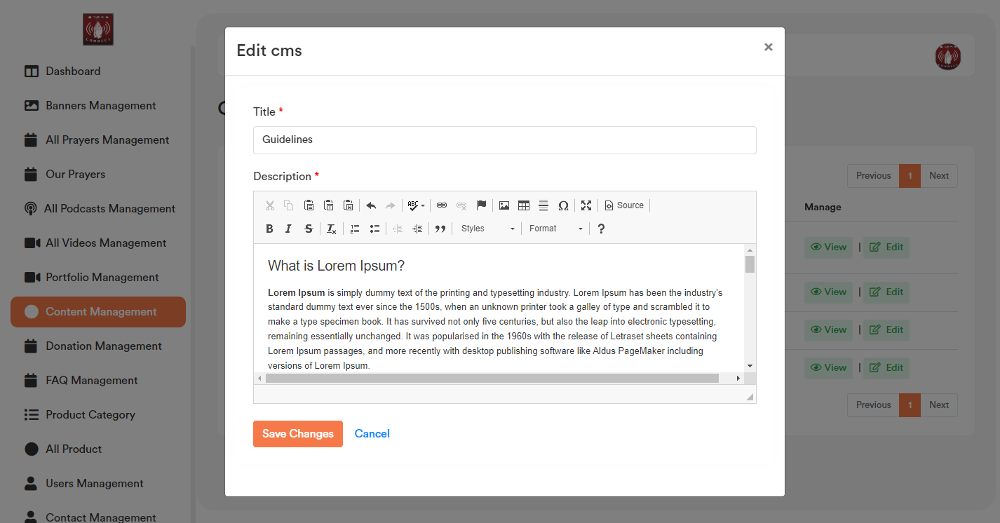 CONNECT
Dashboard
Banners Management
All Prayers Management
Our Prayers
All Podcasts Management
All Videos Management
Portfolio Management
Content Management
Donation Management
FAQ Management
Product Category
All Product
Users Management
Contact Management
Edit cms
×
Title *
Guidelines
Description *
ABC
Source
Styles
Format
What is Lorem Ipsum?
Lorem Ipsum is simply dummy text of the printing and typesetting industry. Lorem Ipsum has been the industry's
standard dummy text ever since the 1500s, when an unknown printer took a galley of type and scrambled it to
make a type specimen book. It has survived not only five centuries, but also the leap into electronic typesetting,
remaining essentially unchanged. It was popularised in the 1960s with the release of Letraset sheets containing
Lorem Ipsum passages, and more recently with desktop publishing software like Aldus PageMaker including
versions of Lorem Ipsum.
Save Changes Cancel
Previous 1 Next
Manage
View | Edit
View | Edit
View | Edit
View | Edit
Previous 1 Next